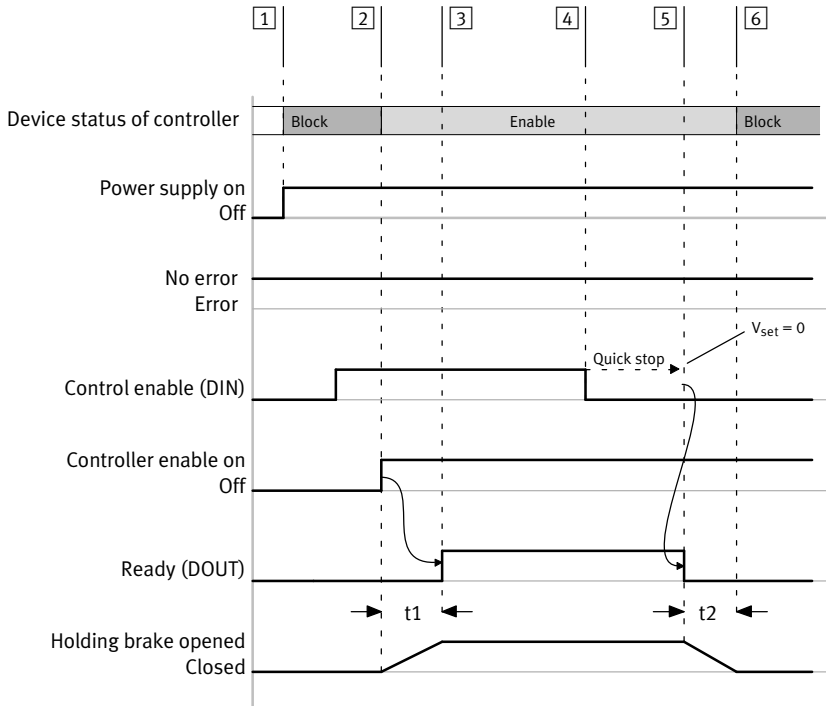 1 2 3 4 5 6
Device status of controller
Block Enable Block
Power supply on
Off
No error
Error
V_set = 0
Quick stop
Control enable (DIN)
Controller enable on
Off
Ready (DOUT)
t1 t2
Holding brake opened
Closed